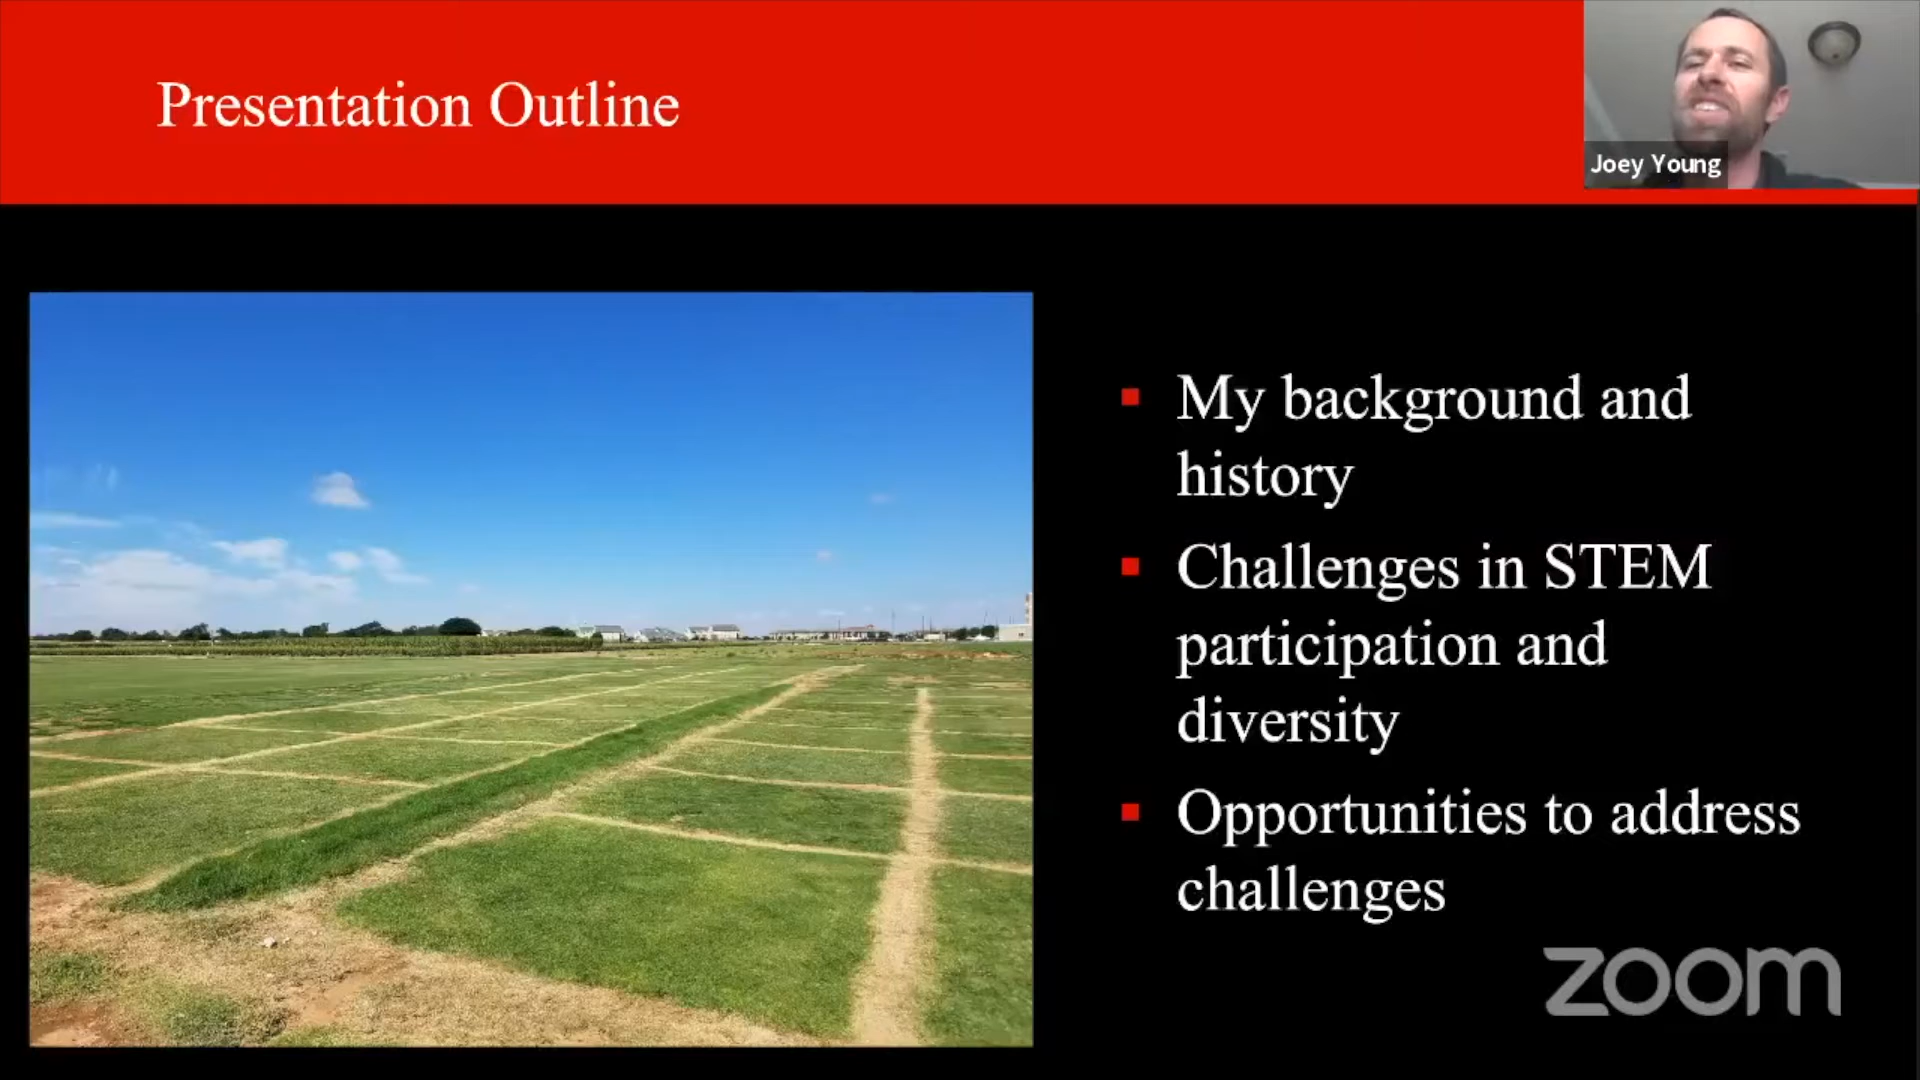 Presentation Outline
Joey Young
My background and
history
Challenges in STEM
participation and
diversity
Opportunities to address
challenges
zoom